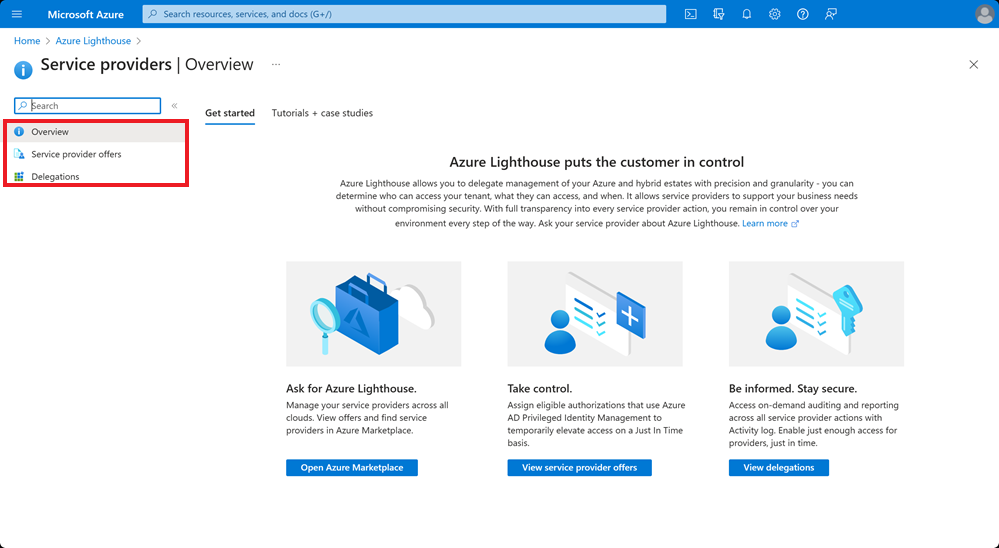 Microsoft Azure
Search resources, services, and docs (G+/)
Home > Azure Lighthouse >
Service providers | Overview ...
Search «
Overview
Service provider offers
Delegations
Get started Tutorials + case studies
Azure Lighthouse puts the customer in control
Azure Lighthouse allows you to delegate management of your Azure and hybrid estates with precision and granularity - you can
determine who can access your tenant, what they can access, and when. It allows service providers to support your business needs
without compromising security. With full transparency into every service provider action, you remain in control over your
environment every step of the way. Ask your service provider about Azure Lighthouse. Learn more
Ask for Azure Lighthouse.
Manage your service providers across all
clouds. View offers and find service
providers in Azure Marketplace.
Open Azure Marketplace
Take control.
Assign eligible authorizations that use Azure
AD Privileged Identity Management to
temporarily elevate access on a Just In Time
basis.
View service provider offers
Be informed. Stay secure.
Access on-demand auditing and reporting
across all service provider actions with
Activity log. Enable just enough access for
providers, just in time.
View delegations